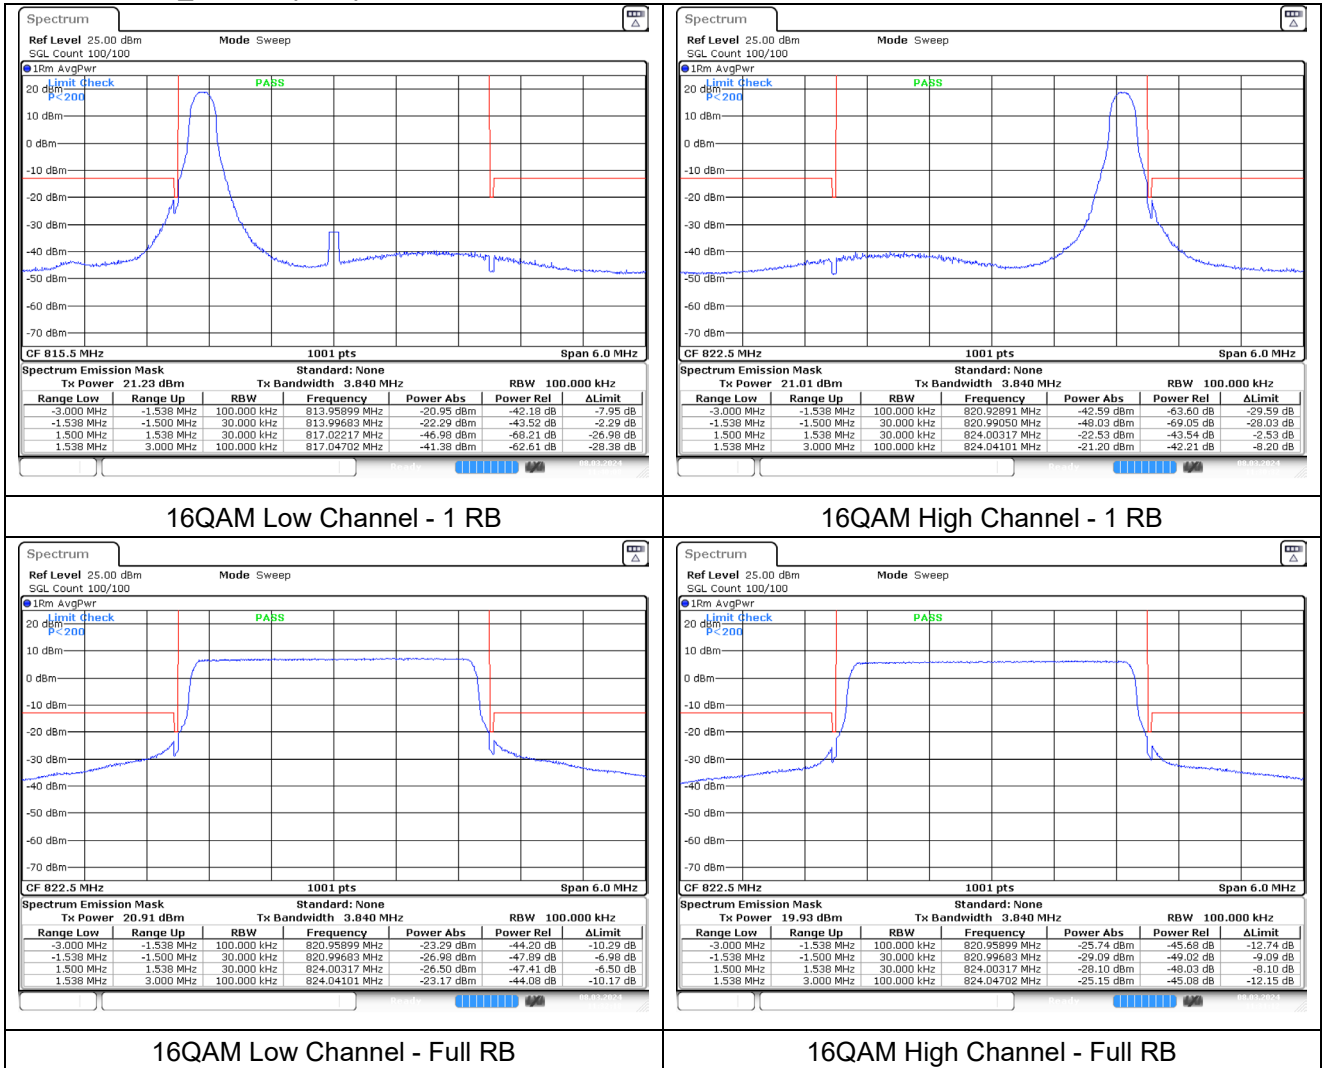 Spectrum
Ref Level 25.00 dBm Mode Sweep
SGL Count 100/100
1Rm AvgPwr
Limit Check PASS
P<200
20 dBm
10 dBm
0 dBm
-10 dBm
-20 dBm
-30 dBm
-40 dBm
-50 dBm
-60 dBm
-70 dBm
CF 815.5 MHz 1001 pts Span 6.0 MHz
Spectrum Emission Mask Standard: None
Tx Power 21.23 dBm Tx Bandwidth 3.840 MHz RBW 100.000 kHz
Range Low Range Up RBW Frequency Power Abs Power Rel ΔLimit
-3.000 MHz -1.538 MHz 100.000 kHz 813.95899 MHz -20.95 dBm -42.18 dB -7.95 dB
-1.538 MHz -1.500 MHz 30.000 kHz 813.99683 MHz -22.29 dBm -43.52 dB -2.29 dB
1.500 MHz 1.538 MHz 30.000 kHz 817.02217 MHz -46.98 dBm -68.21 dB -26.98 dB
1.538 MHz 3.000 MHz 100.000 kHz 817.04702 MHz -41.38 dBm -62.61 dB -28.38 dB
08.03.2024
16QAM Low Channel - 1 RB
Spectrum
Ref Level 25.00 dBm Mode Sweep
SGL Count 100/100
1Rm AvgPwr
Limit Check PASS
P<200
20 dBm
10 dBm
0 dBm
-10 dBm
-20 dBm
-30 dBm
-40 dBm
-50 dBm
-60 dBm
-70 dBm
CF 822.5 MHz 1001 pts Span 6.0 MHz
Spectrum Emission Mask Standard: None
Tx Power 21.01 dBm Tx Bandwidth 3.840 MHz RBW 100.000 kHz
Range Low Range Up RBW Frequency Power Abs Power Rel ΔLimit
-3.000 MHz -1.538 MHz 100.000 kHz 820.92891 MHz -42.59 dBm -63.60 dB -29.59 dB
-1.538 MHz -1.500 MHz 30.000 kHz 820.99050 MHz -48.03 dBm -69.05 dB -28.03 dB
1.500 MHz 1.538 MHz 30.000 kHz 824.00317 MHz -22.53 dBm -43.54 dB -2.53 dB
1.538 MHz 3.000 MHz 100.000 kHz 824.04101 MHz -21.20 dBm -42.21 dB -8.20 dB
08.03.2024
16QAM High Channel - 1 RB
Spectrum
Ref Level 25.00 dBm Mode Sweep
SGL Count 100/100
1Rm AvgPwr
Limit Check PASS
P<200
20 dBm
10 dBm
0 dBm
-10 dBm
-20 dBm
-30 dBm
-40 dBm
-50 dBm
-60 dBm
-70 dBm
CF 822.5 MHz 1001 pts Span 6.0 MHz
Spectrum Emission Mask Standard: None
Tx Power 20.91 dBm Tx Bandwidth 3.840 MHz RBW 100.000 kHz
Range Low Range Up RBW Frequency Power Abs Power Rel ΔLimit
-3.000 MHz -1.538 MHz 100.000 kHz 820.95899 MHz -23.29 dBm -44.20 dB -10.29 dB
-1.538 MHz -1.500 MHz 30.000 kHz 820.99683 MHz -26.98 dBm -47.89 dB -6.98 dB
1.500 MHz 1.538 MHz 30.000 kHz 824.00317 MHz -26.50 dBm -47.41 dB -6.50 dB
1.538 MHz 3.000 MHz 100.000 kHz 824.04101 MHz -23.17 dBm -44.08 dB -10.17 dB
08.03.2024
16QAM Low Channel - Full RB
Spectrum
Ref Level 25.00 dBm Mode Sweep
SGL Count 100/100
1Rm AvgPwr
Limit Check PASS
P<200
20 dBm
10 dBm
0 dBm
-10 dBm
-20 dBm
-30 dBm
-40 dBm
-50 dBm
-60 dBm
-70 dBm
CF 822.5 MHz 1001 pts Span 6.0 MHz
Spectrum Emission Mask Standard: None
Tx Power 19.93 dBm Tx Bandwidth 3.840 MHz RBW 100.000 kHz
Range Low Range Up RBW Frequency Power Abs Power Rel ΔLimit
-3.000 MHz -1.538 MHz 100.000 kHz 820.95899 MHz -25.74 dBm -45.68 dB -12.74 dB
-1.538 MHz -1.500 MHz 30.000 kHz 820.99683 MHz -29.09 dBm -49.02 dB -9.09 dB
1.500 MHz 1.538 MHz 30.000 kHz 824.00317 MHz -28.10 dBm -48.03 dB -8.10 dB
1.538 MHz 3.000 MHz 100.000 kHz 824.04702 MHz -25.15 dBm -45.08 dB -12.15 dB
08.03.2024
16QAM High Channel - Full RB